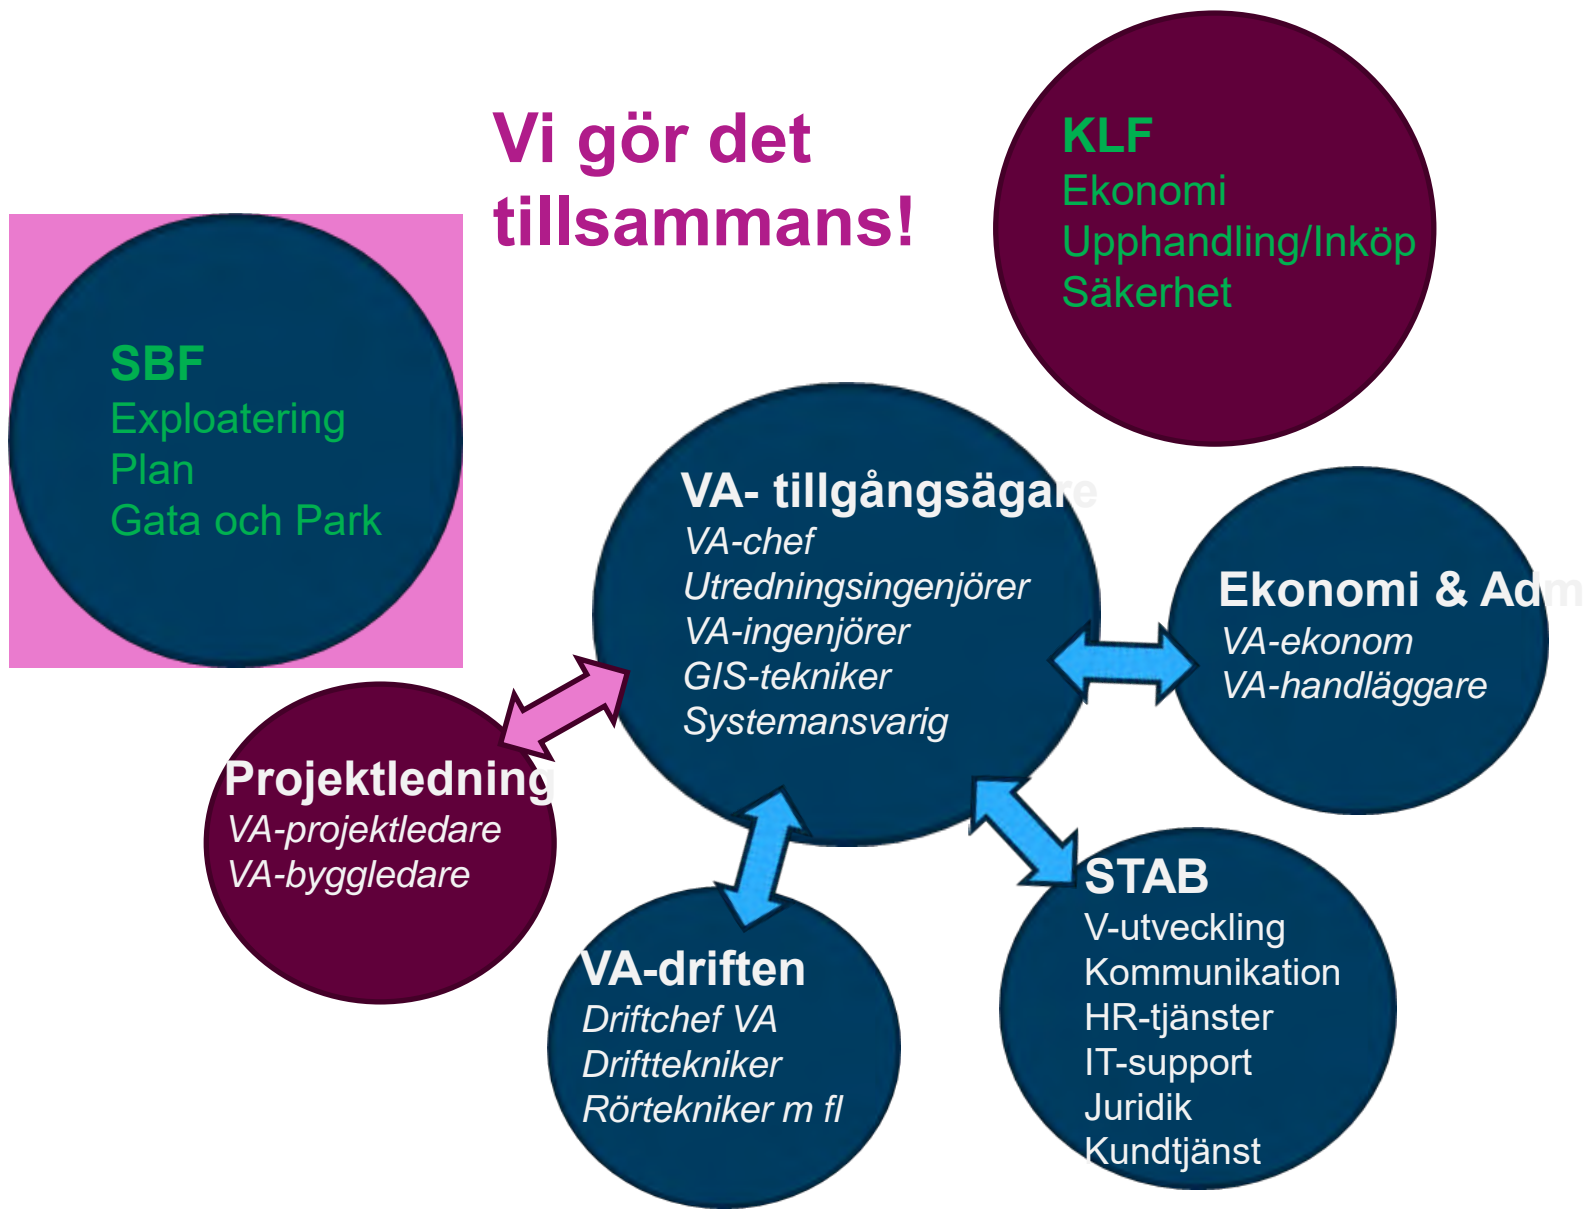 Vi gör det
tillsammans!
KLF
Ekonomi
Upphandling/Inköp
Säkerhet
SBF
Exploatering
Plan
Gata och Park
VA- tillgångsägare
VA-chef
Utredningsingenjörer
VA-ingenjörer
GIS-tekniker
Systemansvarig
Ekonomi & Adm
VA-ekonom
VA-handläggare
Projektledning
VA-projektledare
VA-byggledare
VA-driften
Driftchef VA
Drifttekniker
Rörtekniker m fl
STAB
V-utveckling
Kommunikation
HR-tjänster
IT-support
Juridik
Kundtjänst